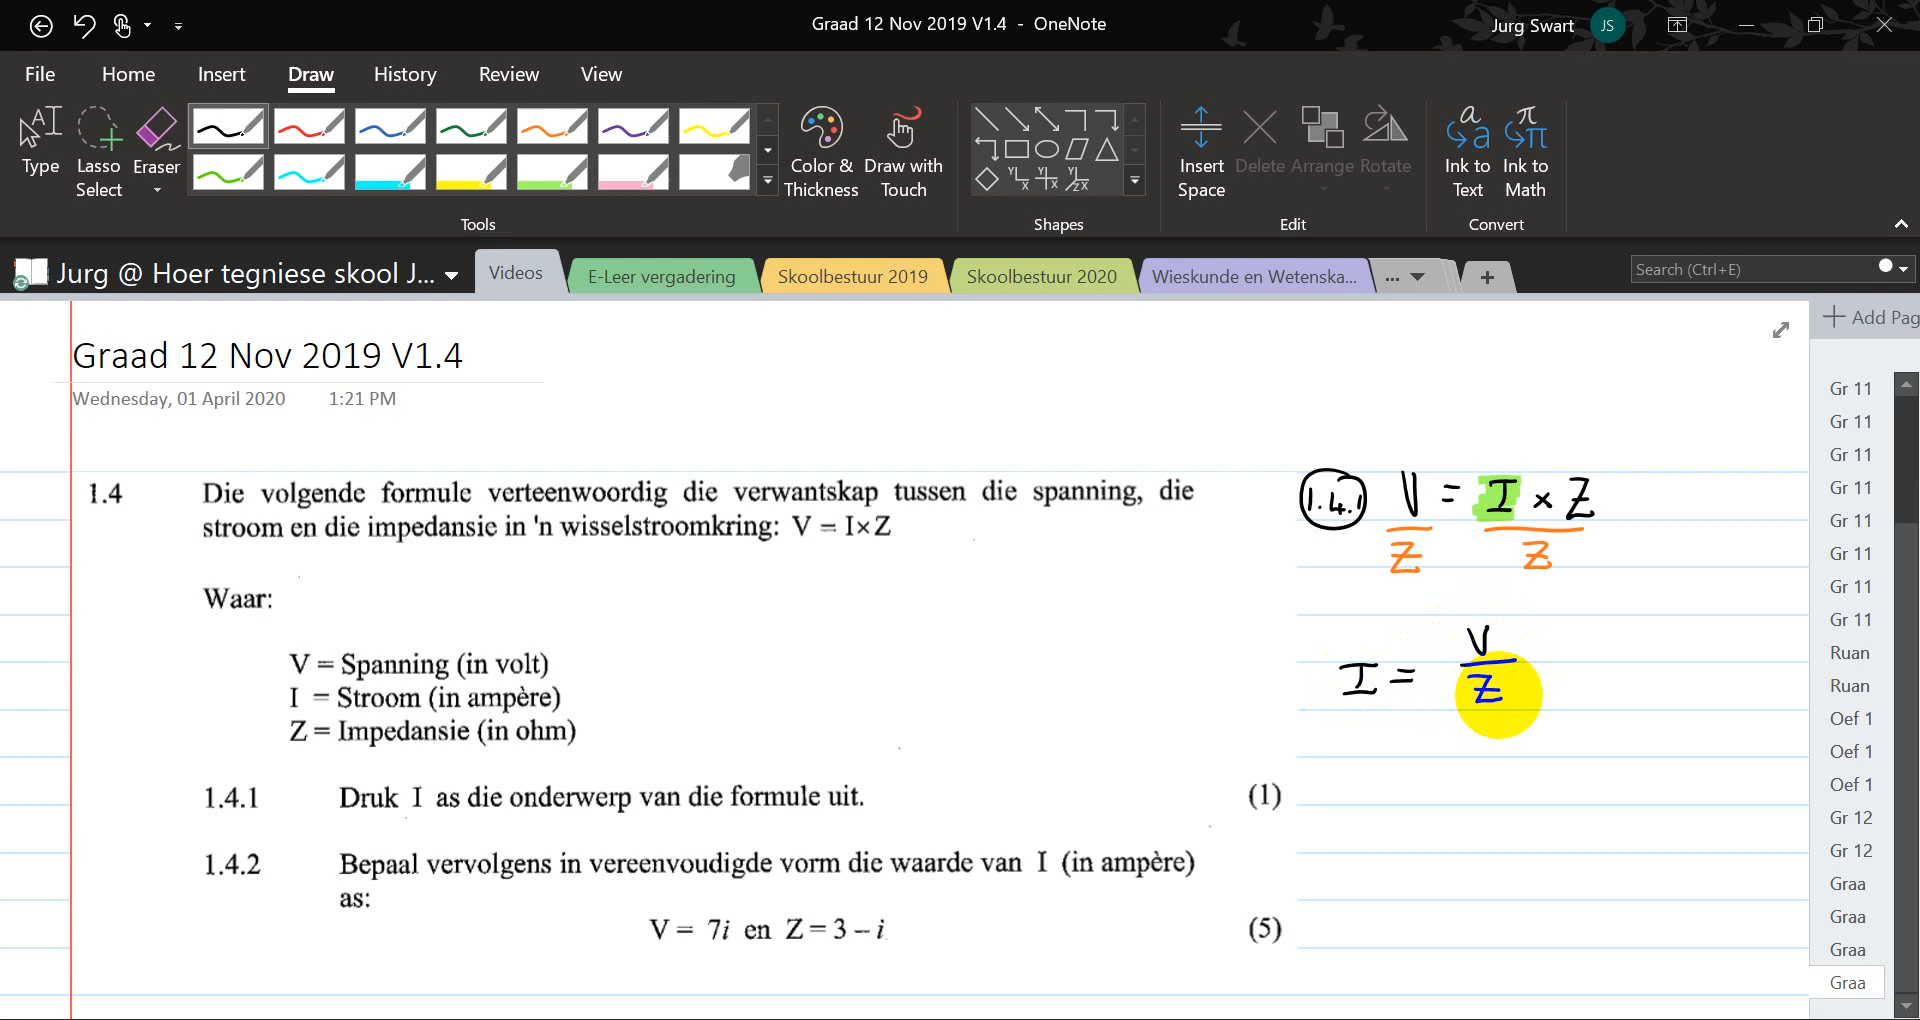 Graad 12 Nov 2019 V1.4 - OneNote
Jurg Swart JS
File Home Insert Draw History Review View
Type
Lasso Select
Eraser
Color & Thickness
Draw with Touch
Insert Space
Delete Arrange Rotate
Ink to Text
Ink to Math
Tools
Shapes
Edit
Convert
Jurg @ Hoer tegniese skool J...
Videos E-Leer vergadering Skoolbestuur 2019 Skoolbestuur 2020 Wieskunde en Wetenska... ... +
Search (Ctrl+E)
Add Pag
Graad 12 Nov 2019 V1.4
Wednesday, 01 April 2020 1:21 PM
1.4 Die volgende formule verteenwoordig die verwantskap tussen die spanning, die
stroom en die impedansie in 'n wisselstroomkring: V = I×Z
Waar:
V = Spanning (in volt)
I = Stroom (in ampère)
Z = Impedansie (in ohm)
1.4.1 Druk I as die onderwerp van die formule uit. (1)
1.4.2 Bepaal vervolgens in vereenvoudigde vorm die waarde van I (in ampère)
as:
V = 7i en Z = 3 – i (5)
1.4.1 V = I × Z
Z Z
I = V
Z
Gr 11
Gr 11
Gr 11
Gr 11
Gr 11
Gr 11
Gr 11
Gr 11
Ruan
Ruan
Oef 1
Oef 1
Oef 1
Gr 12
Gr 12
Graa
Graa
Graa
Graa